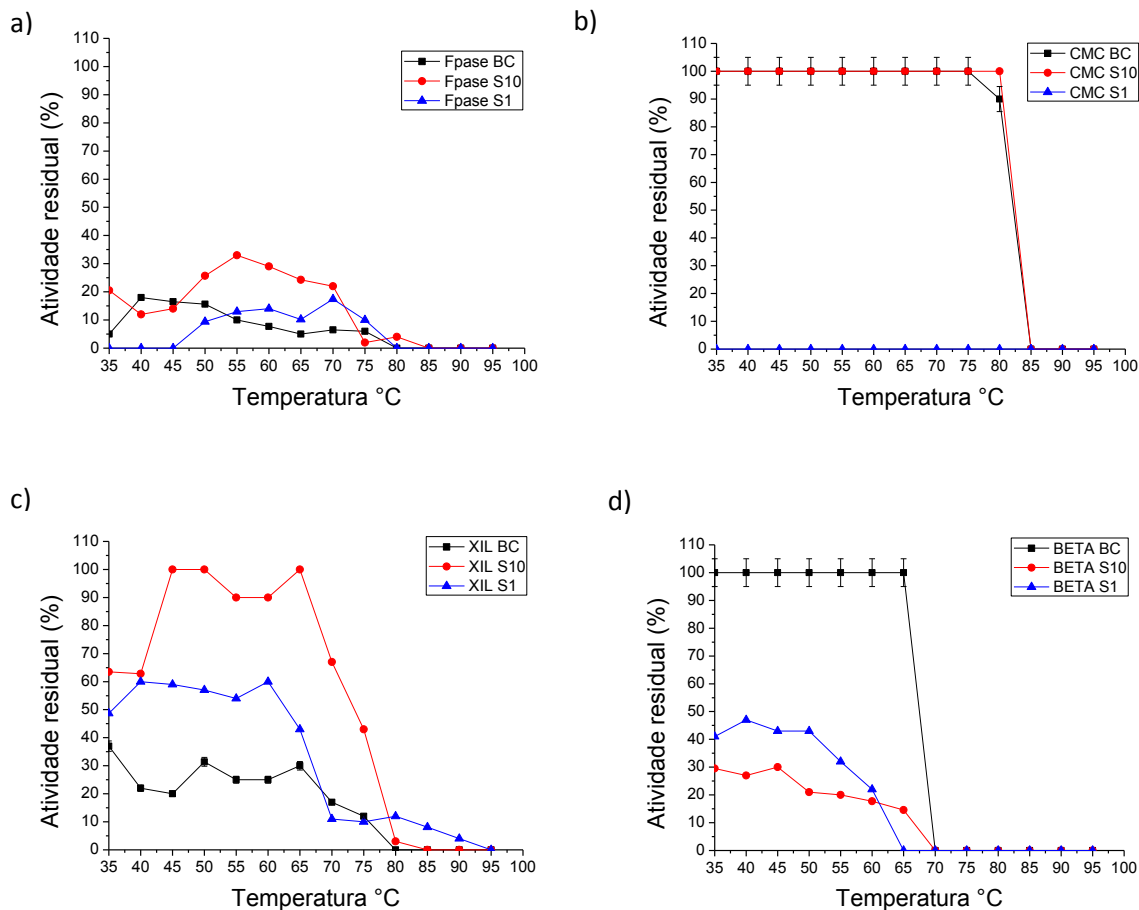 a)
110
100
90
80
70
60
50
40
30
20
10
0
Atividade residual (%)
Fpase BC
Fpase S10
Fpase S1
35 40 45 50 55 60 65 70 75 80 85 90 95 100
Temperatura °C
b)
110
100
90
80
70
60
50
40
30
20
10
0
Atividade residual (%)
CMC BC
CMC S10
CMC S1
35 40 45 50 55 60 65 70 75 80 85 90 95 100
Temperatura °C
c)
110
100
90
80
70
60
50
40
30
20
10
0
Atividade residual (%)
XIL BC
XIL S10
XIL S1
35 40 45 50 55 60 65 70 75 80 85 90 95 100
Temperatura °C
d)
110
100
90
80
70
60
50
40
30
20
10
0
Atividade residual (%)
BETA BC
BETA S10
BETA S1
35 40 45 50 55 60 65 70 75 80 85 90 95 100
Temperatura °C